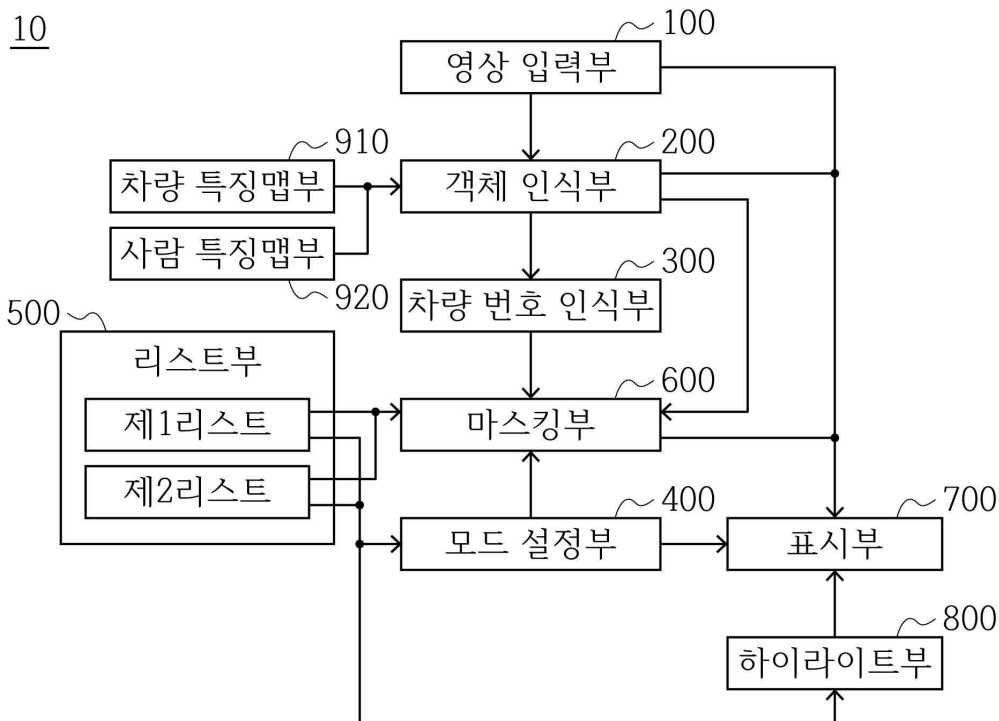 10
100
영상 입력부
910
200
차량 특징맵부
객체 인식부
사람 특징맵부
920
300
차량 번호 인식부
500
리스트부
600
제1리스트
마스킹부
제2리스트
400
700
모드 설정부
표시부
800
하이라이트부